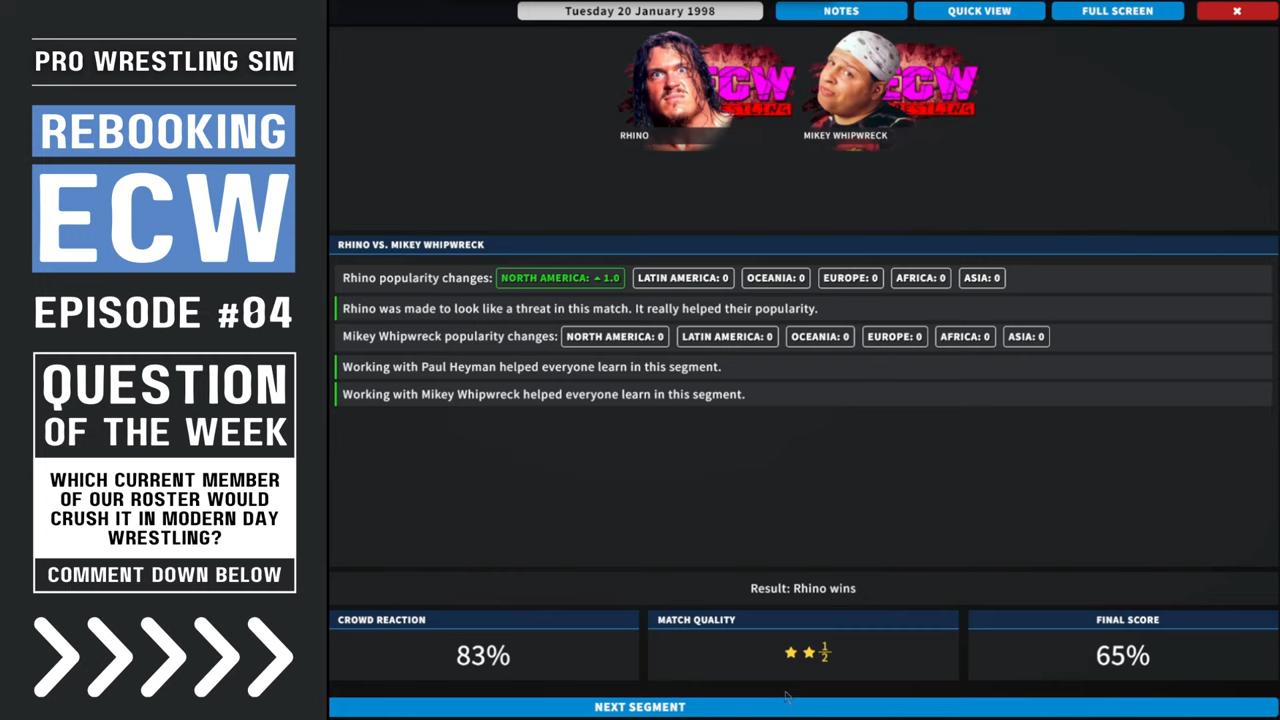 PRO WRESTLING SIM
REBOOKING
ECW
EPISODE #04
QUESTION
OF THE WEEK
WHICH CURRENT MEMBER
OF OUR ROSTER WOULD
CRUSH IT IN MODERN DAY
WRESTLING?
COMMENT DOWN BELOW
Tuesday 20 January 1998
NOTES
QUICK VIEW
FULL SCREEN
RHINO
MIKEY WHIPWRECK
RHINO VS. MIKEY WHIPWRECK
Rhino popularity changes: NORTH AMERICA: 1.0 LATIN AMERICA: 0 OCEANIA: 0 EUROPE: 0 AFRICA: 0 ASIA: 0
Rhino was made to look like a threat in this match. It really helped their popularity.
Mikey Whipwreck popularity changes: NORTH AMERICA: 0 LATIN AMERICA: 0 OCEANIA: 0 EUROPE: 0 AFRICA: 0 ASIA: 0
Working with Paul Heyman helped everyone learn in this segment.
Working with Mikey Whipwreck helped everyone learn in this segment.
Result: Rhino wins
CROWD REACTION
83%
MATCH QUALITY
1/2
FINAL SCORE
65%
NEXT SEGMENT